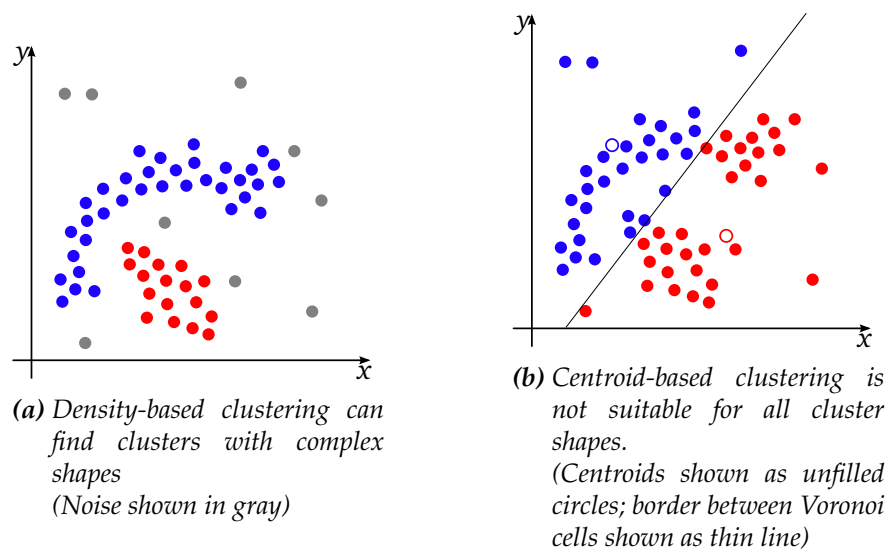 y
x
(a) Density-based clustering can
find clusters with complex
shapes
(Noise shown in gray)
y
x
(b) Centroid-based clustering is
not suitable for all cluster
shapes.
(Centroids shown as unfilled
circles; border between Voronoi
cells shown as thin line)